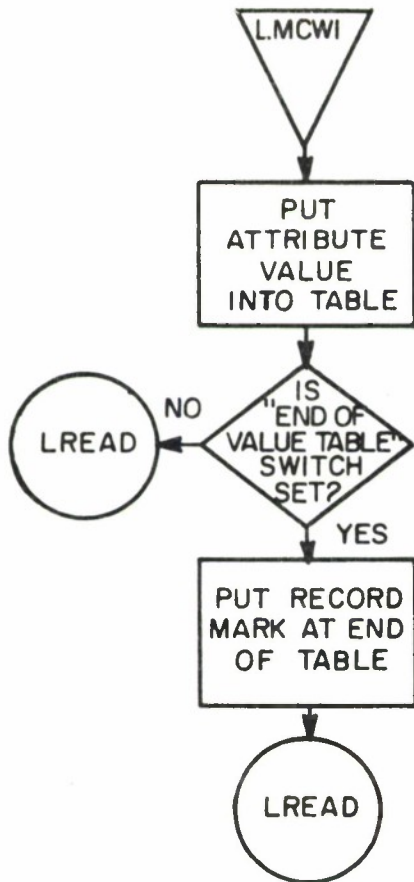 L.MCWI
PUT
ATTRIBUTE
VALUE
INTO TABLE
IS
"END OF
VALUE TABLE"
SWITCH
SET?
NO
LREAD
YES
PUT RECORD
MARK AT END
OF TABLE
LREAD